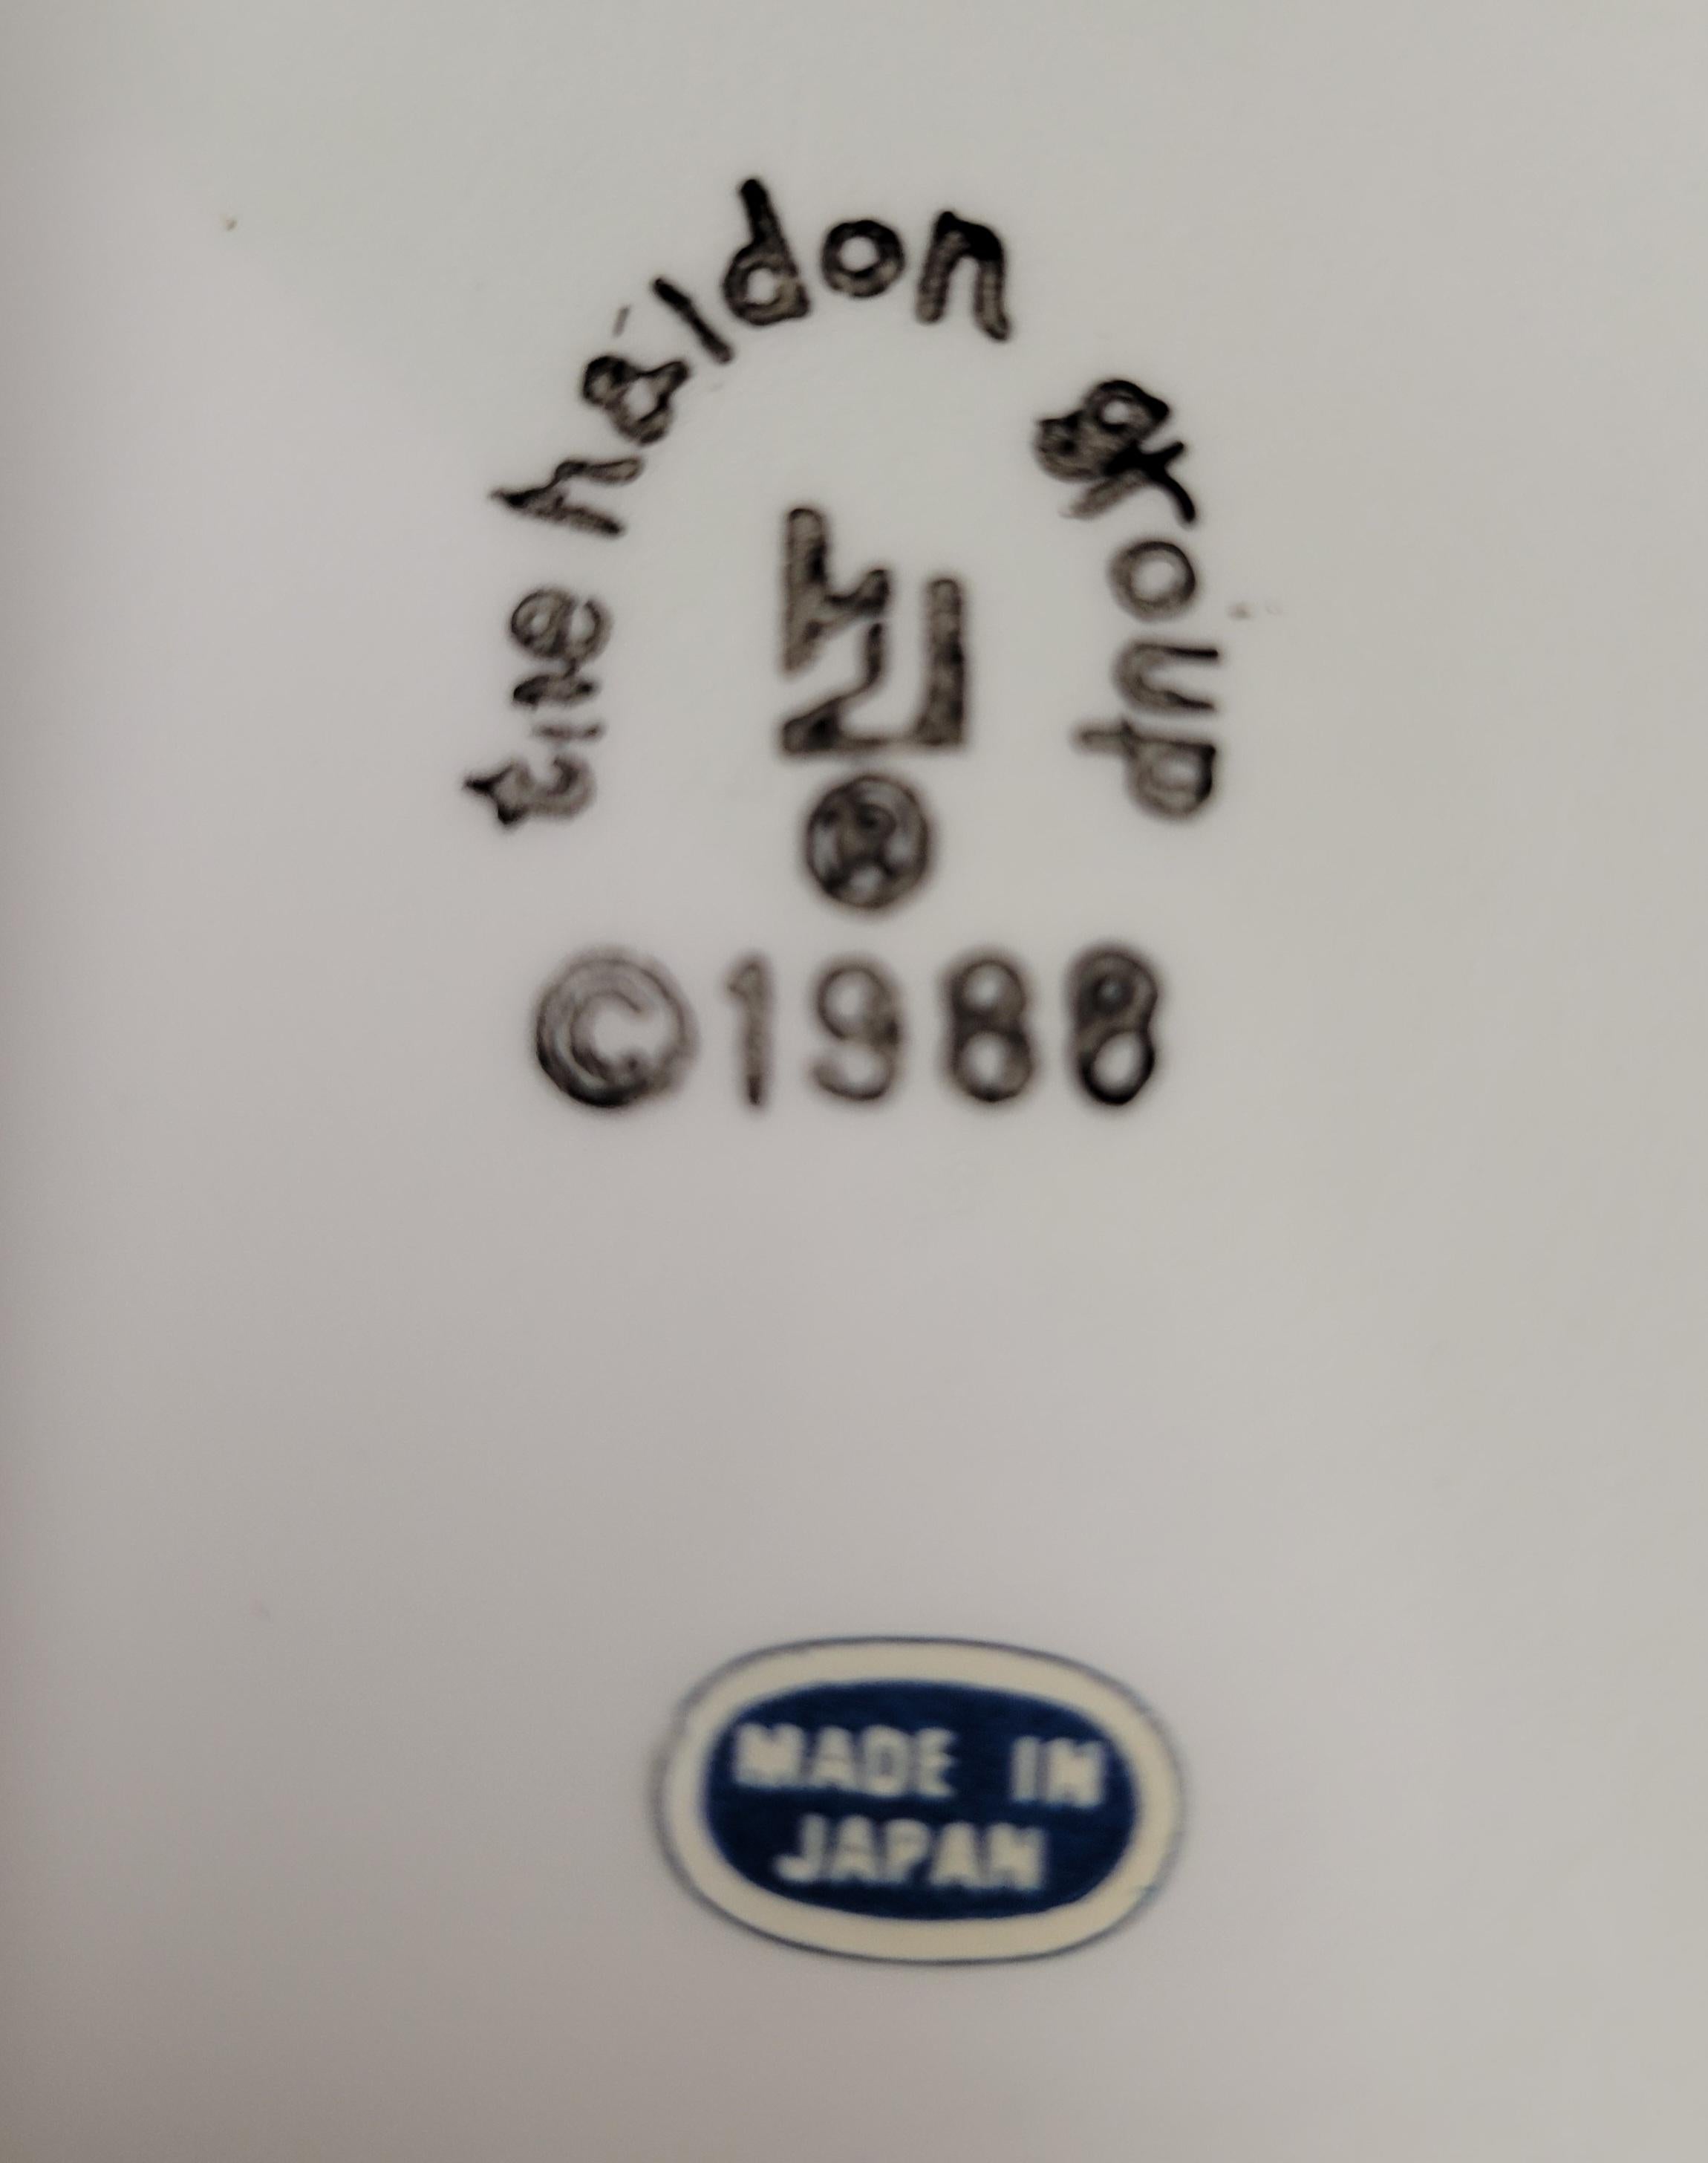 the haldon group
®
©1988
MADE IN
JAPAN